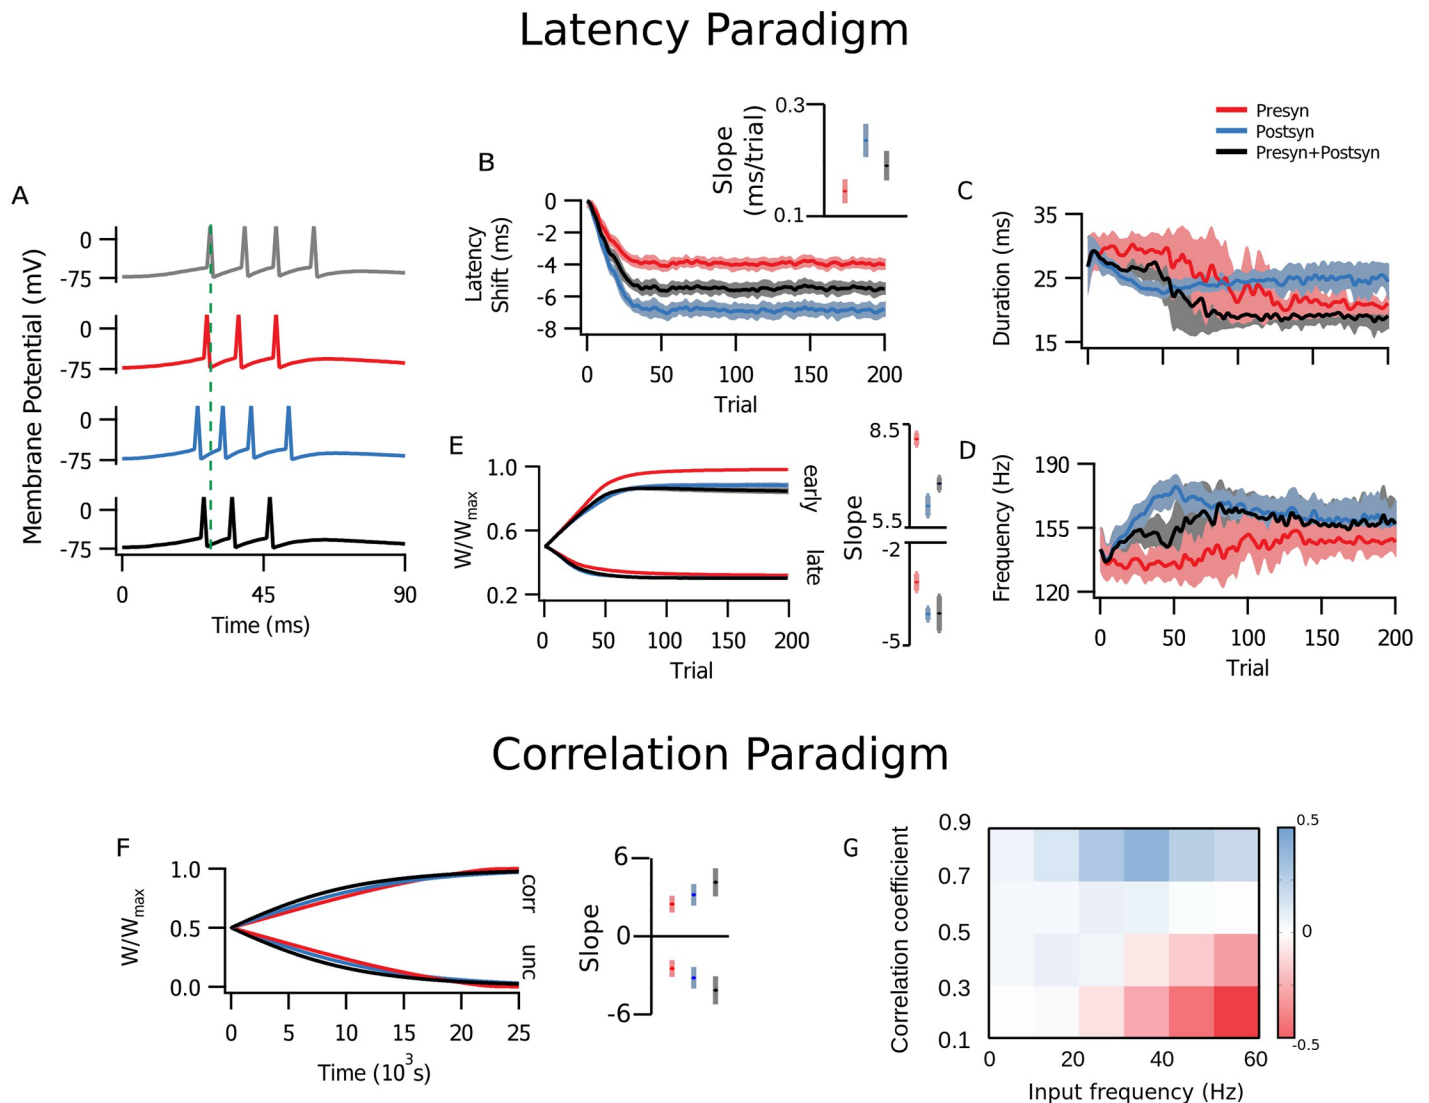 Latency Paradigm
Presyn
Postsyn
Presyn+Postsyn
A
Membrane Potential (mV)
0
-75
0
-75
0
-75
0
-75
0 45 90
Time (ms)
B
Slope
(ms/trial)
0.3
0.1
Latency
Shift (ms)
0
-2
-4
-6
-8
0 50 100 150 200
Trial
C
Duration (ms)
35
25
15
E
W/Wmax
1.0
0.6
0.2
early
late
0 50 100 150 200
Trial
Slope
8.5
5.5
-2
-5
D
Frequency (Hz)
190
155
120
0 50 100 150 200
Trial
Correlation Paradigm
F
W/Wmax
1.0
0.5
0.0
corr
unc
0 5 10 15 20 25
Time (10³s)
Slope
6
0
-6
G
Correlation coefficient
0.9
0.7
0.5
0.3
0.1
0 20 40 60
Input frequency (Hz)
0.5
0
-0.5